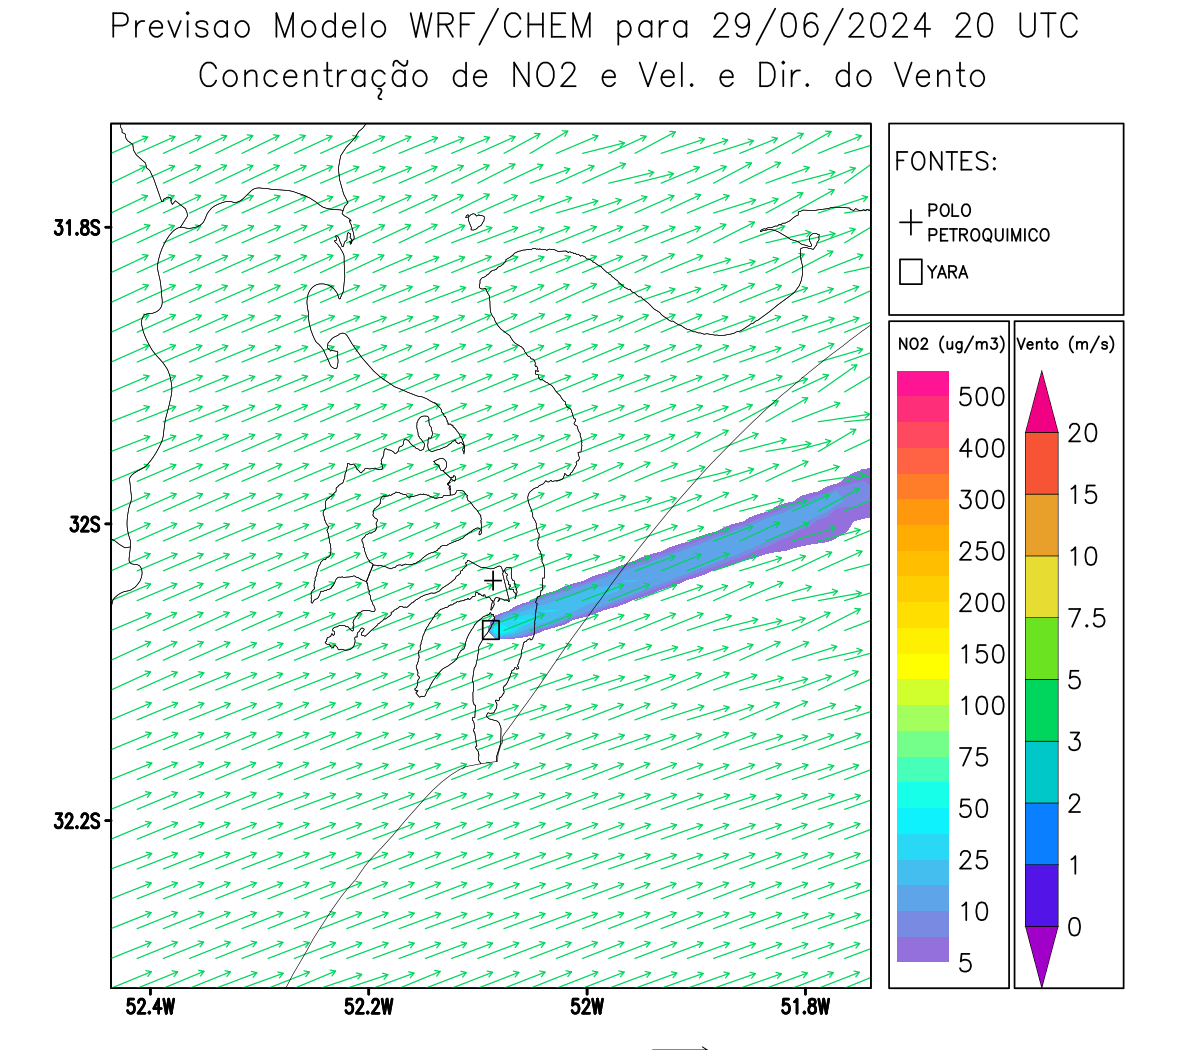 Previsao Modelo WRF/CHEM para 29/06/2024 20 UTC
Concentração de NO2 e Vel. e Dir. do Vento
FONTES:
POLO
PETROQUIMICO
YARA
31.8S
32S
32.2S
52.4W
52.2W
52W
51.8W
NO2 (ug/m3)
500
400
300
250
200
150
100
75
50
25
10
5
Vento (m/s)
20
15
10
7.5
5
3
2
1
0